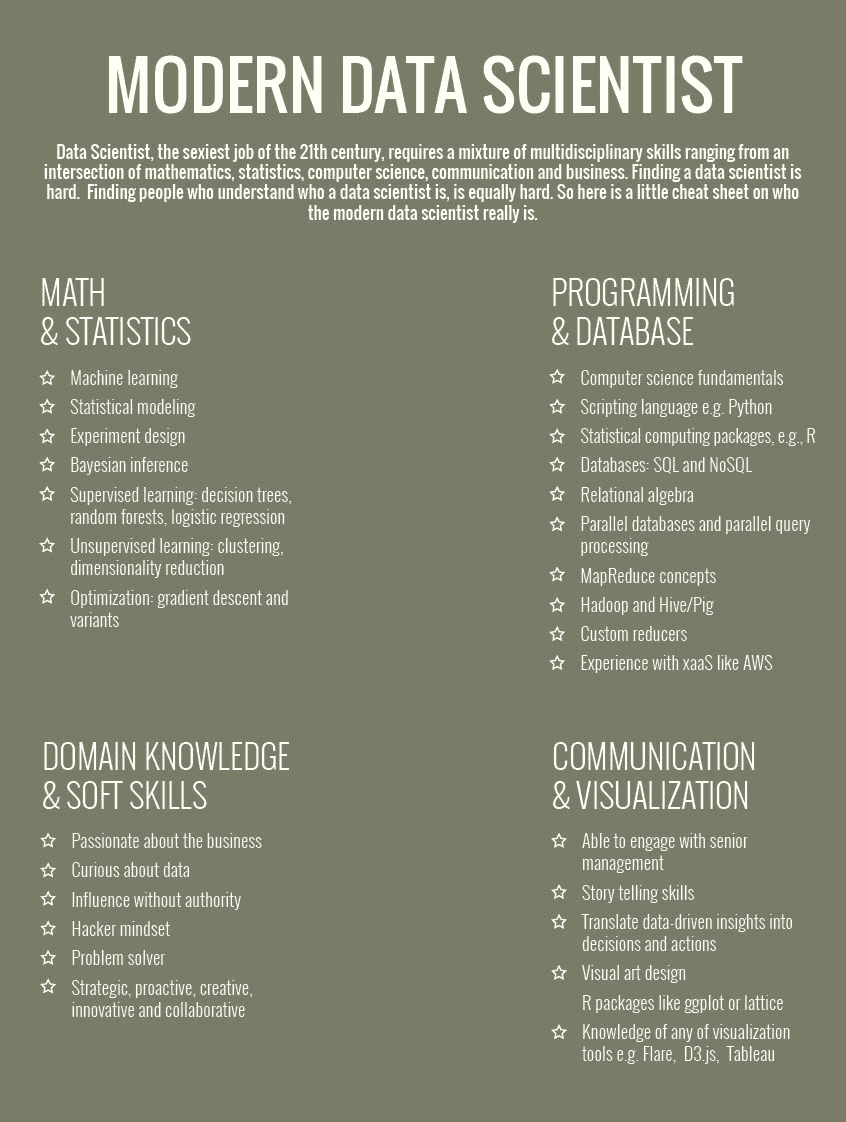 MODERN DATA SCIENTIST
Data Scientist, the sexiest job of the 21th century, requires a mixture of multidisciplinary skills ranging from an
intersection of mathematics, statistics, computer science, communication and business. Finding a data scientist is
hard. Finding people who understand who a data scientist is, is equally hard. So here is a little cheat sheet on who
the modern data scientist really is.
MATH
& STATISTICS
Machine learning
Statistical modeling
Experiment design
Bayesian inference
Supervised learning: decision trees,
random forests, logistic regression
Unsupervised learning: clustering,
dimensionality reduction
Optimization: gradient descent and
variants
PROGRAMMING
& DATABASE
Computer science fundamentals
Scripting language e.g. Python
Statistical computing packages, e.g., R
Databases: SQL and NoSQL
Relational algebra
Parallel databases and parallel query
processing
MapReduce concepts
Hadoop and Hive/Pig
Custom reducers
Experience with xaaS like AWS
DOMAIN KNOWLEDGE
& SOFT SKILLS
Passionate about the business
Curious about data
Influence without authority
Hacker mindset
Problem solver
Strategic, proactive, creative,
innovative and collaborative
COMMUNICATION
& VISUALIZATION
Able to engage with senior
management
Story telling skills
Translate data-driven insights into
decisions and actions
Visual art design
R packages like ggplot or lattice
Knowledge of any of visualization
tools e.g. Flare, D3.js, Tableau